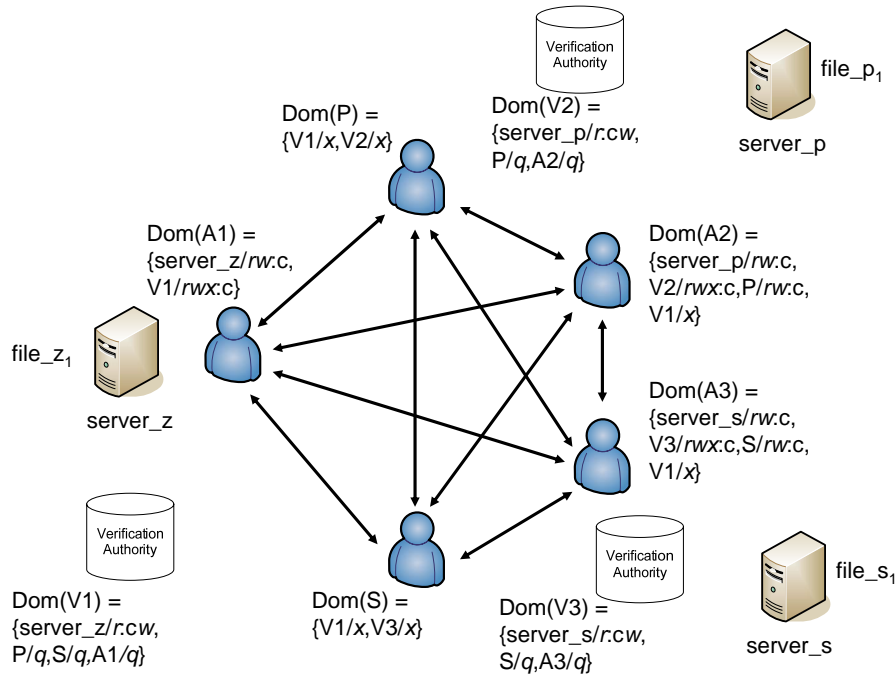 Verification
Authority
file_p1
server_p
Dom(V2) =
{server_p/r:cw,
P/q,A2/q}
Dom(P) =
{V1/x,V2/x}
Dom(A1) =
{server_z/rw:c,
V1/rwx:c}
Dom(A2) =
{server_p/rw:c,
V2/rwx:c,P/rw:c,
V1/x}
file_z1
server_z
Dom(A3) =
{server_s/rw:c,
V3/rwx:c,S/rw:c,
V1/x}
Verification
Authority
Dom(V1) =
{server_z/r:cw,
P/q,S/q,A1/q}
Dom(S) =
{V1/x,V3/x}
Verification
Authority
Dom(V3) =
{server_s/r:cw,
S/q,A3/q}
file_s1
server_s